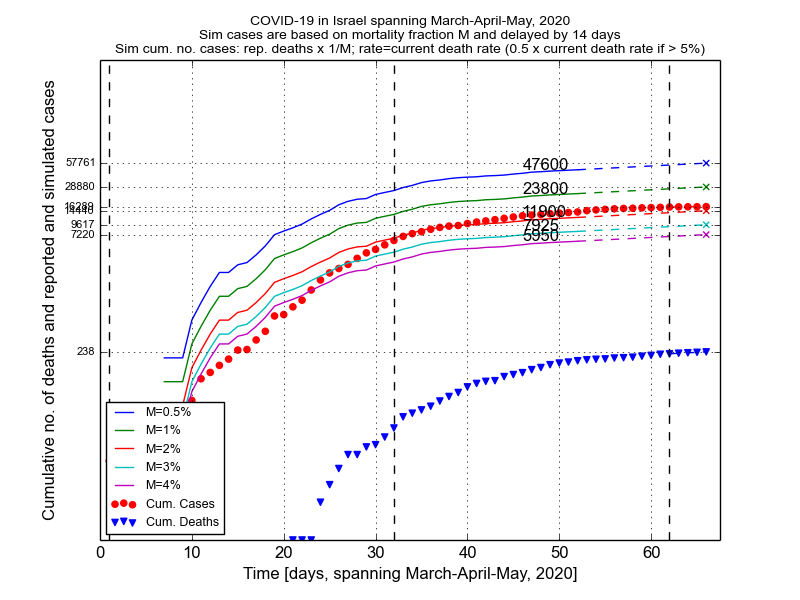 COVID-19 in Israel spanning March-April-May, 2020
Sim cases are based on mortality fraction M and delayed by 14 days
Sim cum. no. cases: rep. deaths x 1/M; rate=current death rate (0.5 x current death rate if > 5%)
Cumulative no. of deaths and reported and simulated cases
57761
28880
16289
14440
9617
7220
238
47600
23800
11900
7925
5950
M=0.5%
M=1%
M=2%
M=3%
M=4%
Cum. Cases
Cum. Deaths
0 10 20 30 40 50 60
Time [days, spanning March-April-May, 2020]